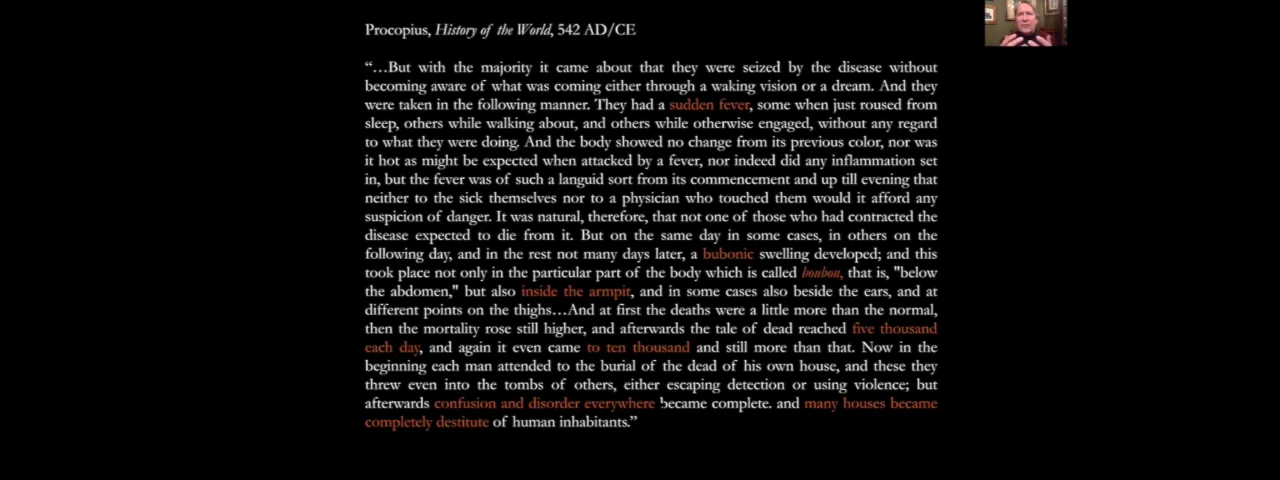 Procopius, History of the World, 542 AD/CE
“…But with the majority it came about that they were seized by the disease without
becoming aware of what was coming either through a waking vision or a dream. And they
were taken in the following manner. They had a sudden fever, some when just roused from
sleep, others while walking about, and others while otherwise engaged, without any regard
to what they were doing. And the body showed no change from its previous color, nor was
it hot as might be expected when attacked by a fever, nor indeed did any inflammation set
in, but the fever was of such a languid sort from its commencement and up till evening that
neither to the sick themselves nor to a physician who touched them would it afford any
suspicion of danger. It was natural, therefore, that not one of those who had contracted the
disease expected to die from it. But on the same day in some cases, in others on the
following day, and in the rest not many days later, a bubonic swelling developed; and this
took place not only in the particular part of the body which is called boubon, that is, "below
the abdomen," but also inside the armpit, and in some cases also beside the ears, and at
different points on the thighs…And at first the deaths were a little more than the normal,
then the mortality rose still higher, and afterwards the tale of dead reached five thousand
each day, and again it even came to ten thousand and still more than that. Now in the
beginning each man attended to the burial of the dead of his own house, and these they
threw even into the tombs of others, either escaping detection or using violence; but
afterwards confusion and disorder everywhere became complete. and many houses became
completely destitute of human inhabitants.”